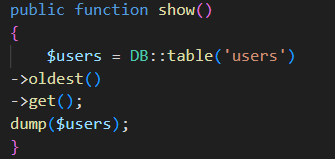 public function show()
{
    $users = DB::table('users')
->oldest()
->get();
dump($users);
}